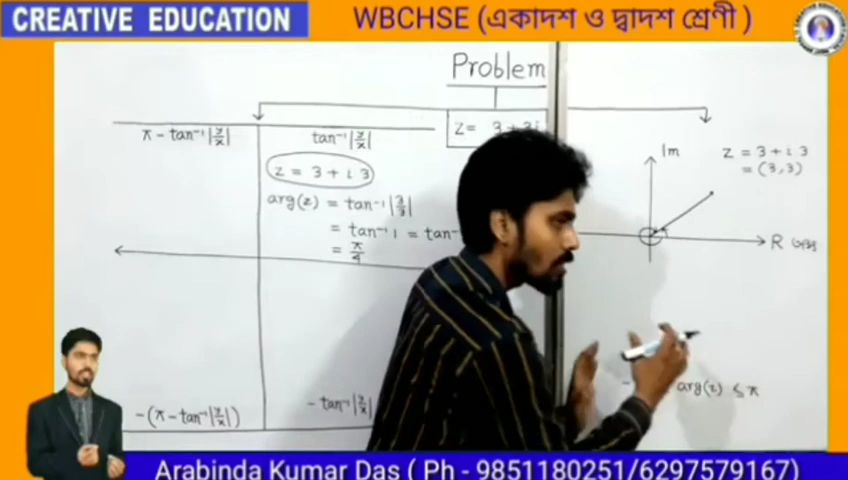 CREATIVE EDUCATION
WBCHSE (একাদশ ও দ্বাদশ শ্রেণী )
Problem
π - tan⁻¹|y/x|
tan⁻¹|y/x|
z = 3+3i
z = 3 + i 3
arg(z) = tan⁻¹|3/3|
= tan⁻¹ 1 = tan⁻
= π/4
Im
z = 3 + i 3
= (3,3)
R অক্ষ
-(π - tan⁻¹|y/x|)
- tan⁻¹|y/x|
arg(z) ≤ π
Arabinda Kumar Das ( Ph - 9851180251/6297579167)